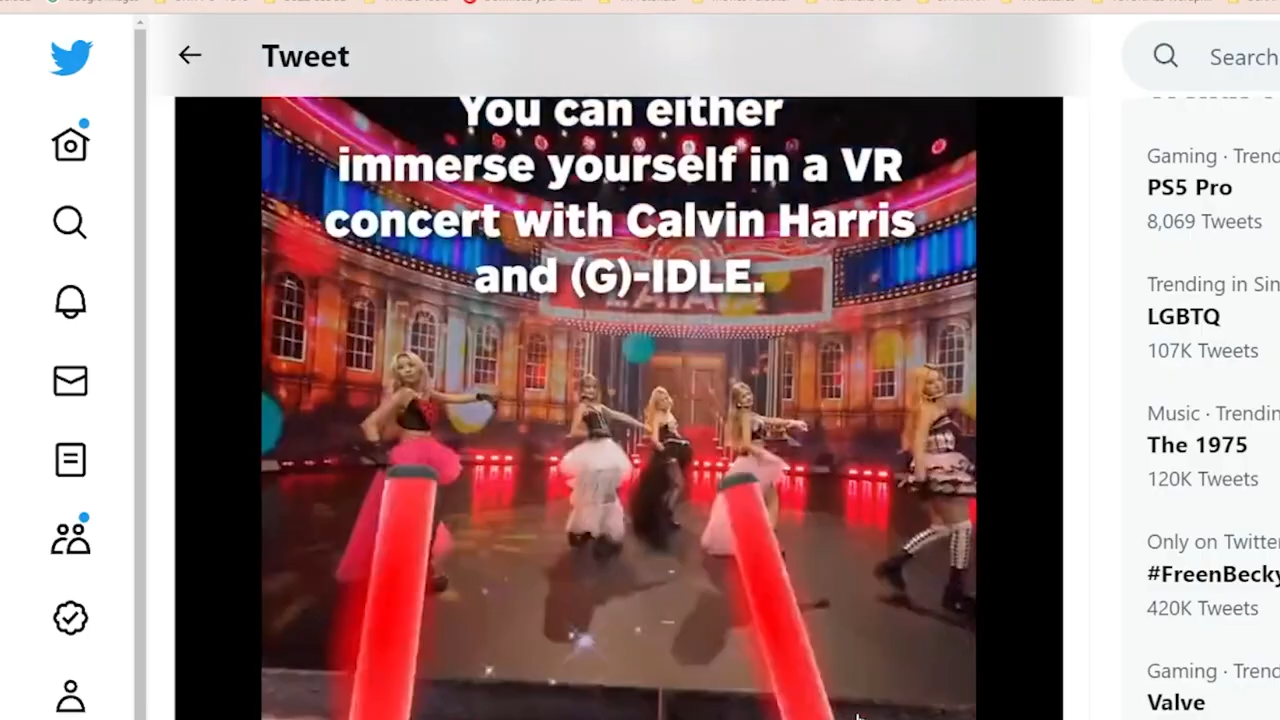 Tweet
Search
You can either
immerse yourself in a VR
concert with Calvin Harris
and (G)-IDLE.
Gaming · Trend
PS5 Pro
8,069 Tweets
Trending in Sin
LGBTQ
107K Tweets
Music · Trendin
The 1975
120K Tweets
Only on Twitte
#FreenBecky
420K Tweets
Gaming · Trend
Valve